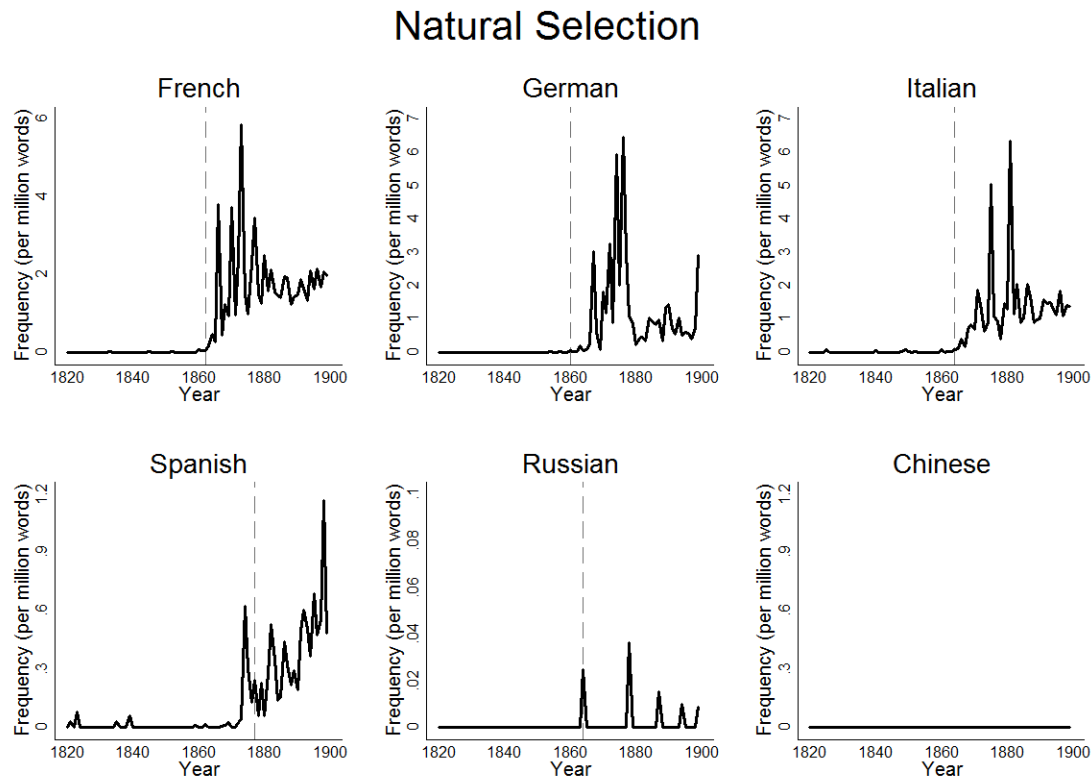 Natural Selection
French
German
Italian
Frequency (per million words)
0 2 4 6
1820 1840 1860 1880 1900
Year
Frequency (per million words)
0 1 2 3 4 5 6 7
1820 1840 1860 1880 1900
Year
Frequency (per million words)
0 1 2 3 4 5 6 7
1820 1840 1860 1880 1900
Year
Spanish
Russian
Chinese
Frequency (per million words)
0 .3 .6 .9 1.2
1820 1840 1860 1880 1900
Year
Frequency (per million words)
0 .02 .04 .06 .08 .1
1820 1840 1860 1880 1900
Year
Frequency (per million words)
0 .3 .6 .9 1.2
1820 1840 1860 1880 1900
Year